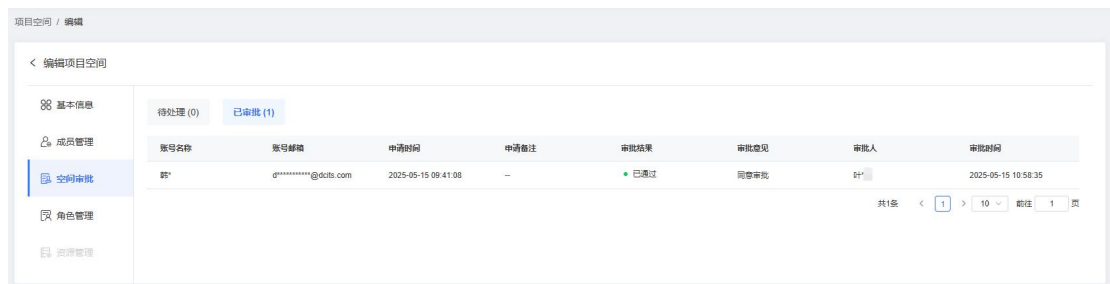 项目空间 / 编辑
< 编辑项目空间
基本信息
成员管理
空间审批
角色管理
资源管理
待处理 (0) 已审批 (1)
账号名称 账号邮箱 申请时间 申请备注 审批结果 审批意见 审批人 审批时间
韩* d***********@dcits.com 2025-05-15 09:41:08 -- 已通过 同意审批 叶* 2025-05-15 10:58:35
共1条 < 1 > 10 前往 1 页